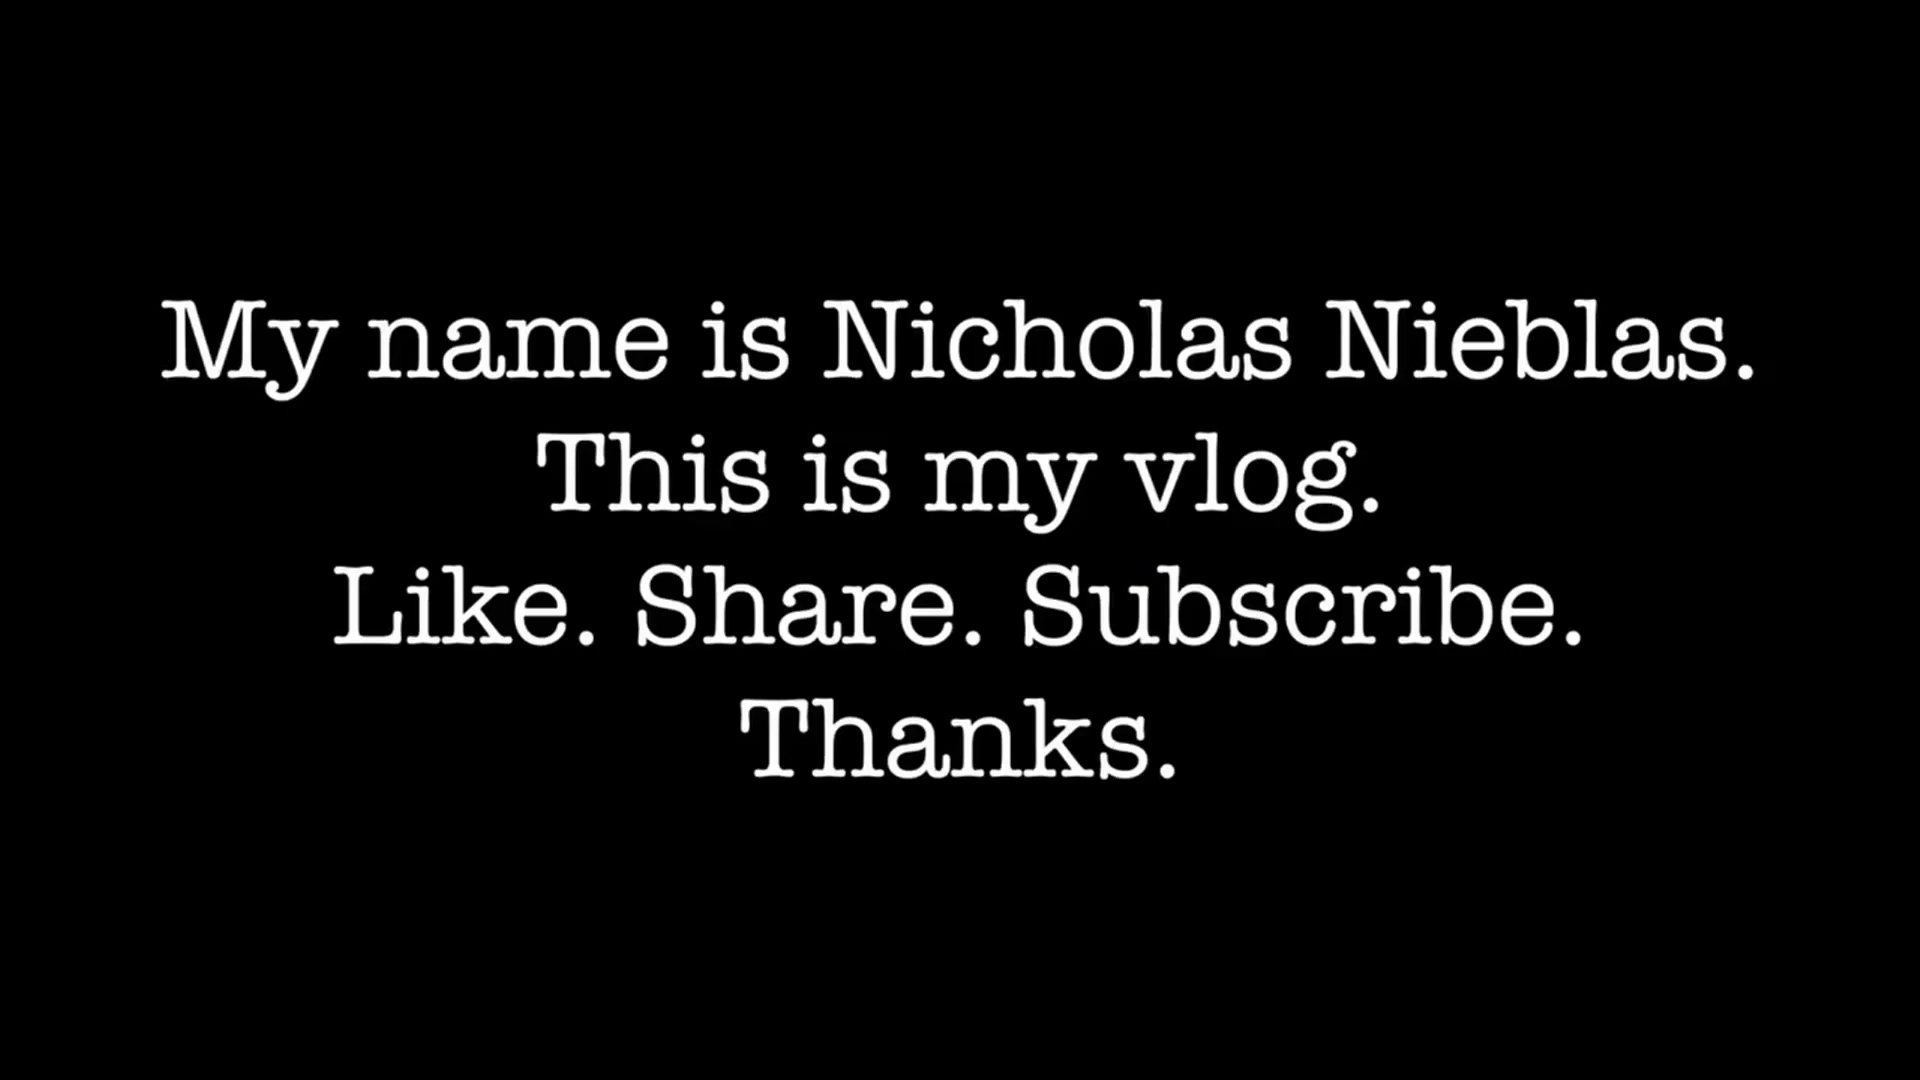 My name is Nicholas Nieblas.
This is my vlog.
Like. Share. Subscribe.
Thanks.